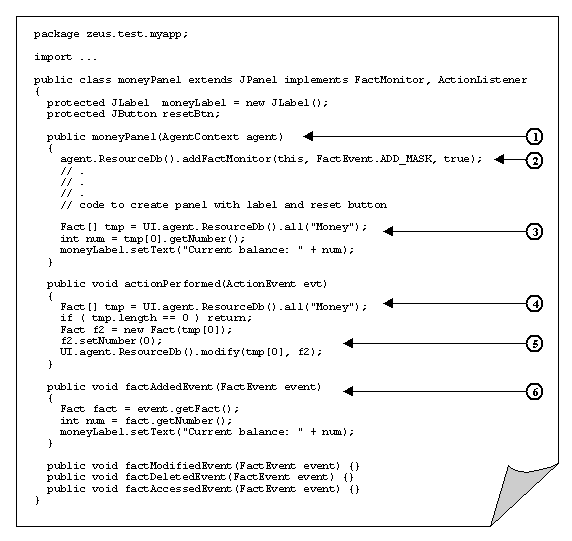 package zeus.test.myapp;
import ...
public class moneyPanel extends JPanel implements FactMonitor, ActionListener
{
protected JLabel moneyLabel = new JLabel();
protected JButton resetBtn;
public moneyPanel(AgentContext agent) 1
{
agent.ResourceDb().addFactMonitor(this, FactEvent.ADD_MASK, true); 2
// .
// .
// .
// code to create panel with label and reset button
Fact[] tmp = UI.agent.ResourceDb().all("Money"); 3
int num = tmp[0].getNumber();
moneyLabel.setText("Current balance: " + num);
}
public void actionPerformed(ActionEvent evt)
{
Fact[] tmp = UI.agent.ResourceDb().all("Money"); 4
if ( tmp.length == 0 ) return;
Fact f2 = new Fact(tmp[0]);
f2.setNumber(0); 5
UI.agent.ResourceDb().modify(tmp[0], f2);
}
public void factAddedEvent(FactEvent event) 6
{
Fact fact = event.getFact();
int num = fact.getNumber();
moneyLabel.setText("Current balance: " + num);
}
public void factModifiedEvent(FactEvent event) {}
public void factDeletedEvent(FactEvent event) {}
public void factAccessedEvent(FactEvent event) {}
}